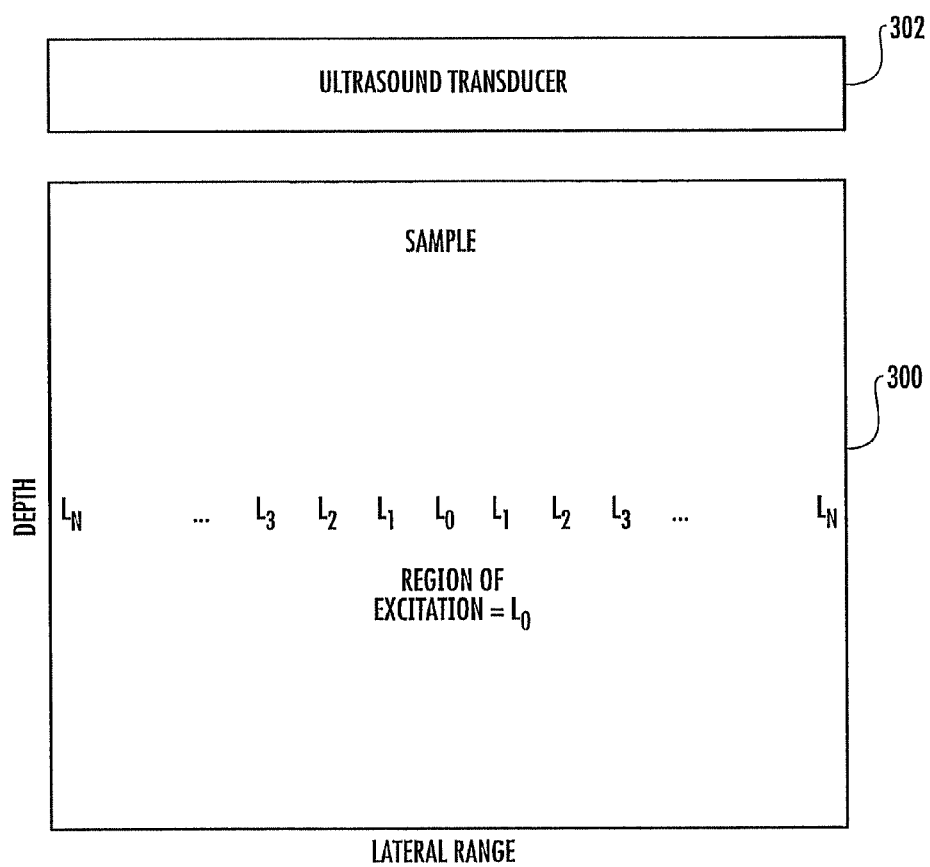 302
ULTRASOUND TRANSDUCER
SAMPLE
300
DEPTH
L_N ... L_3 L_2 L_1 L_0 L_1 L_2 L_3 ... L_N
REGION OF
EXCITATION = L_0
LATERAL RANGE